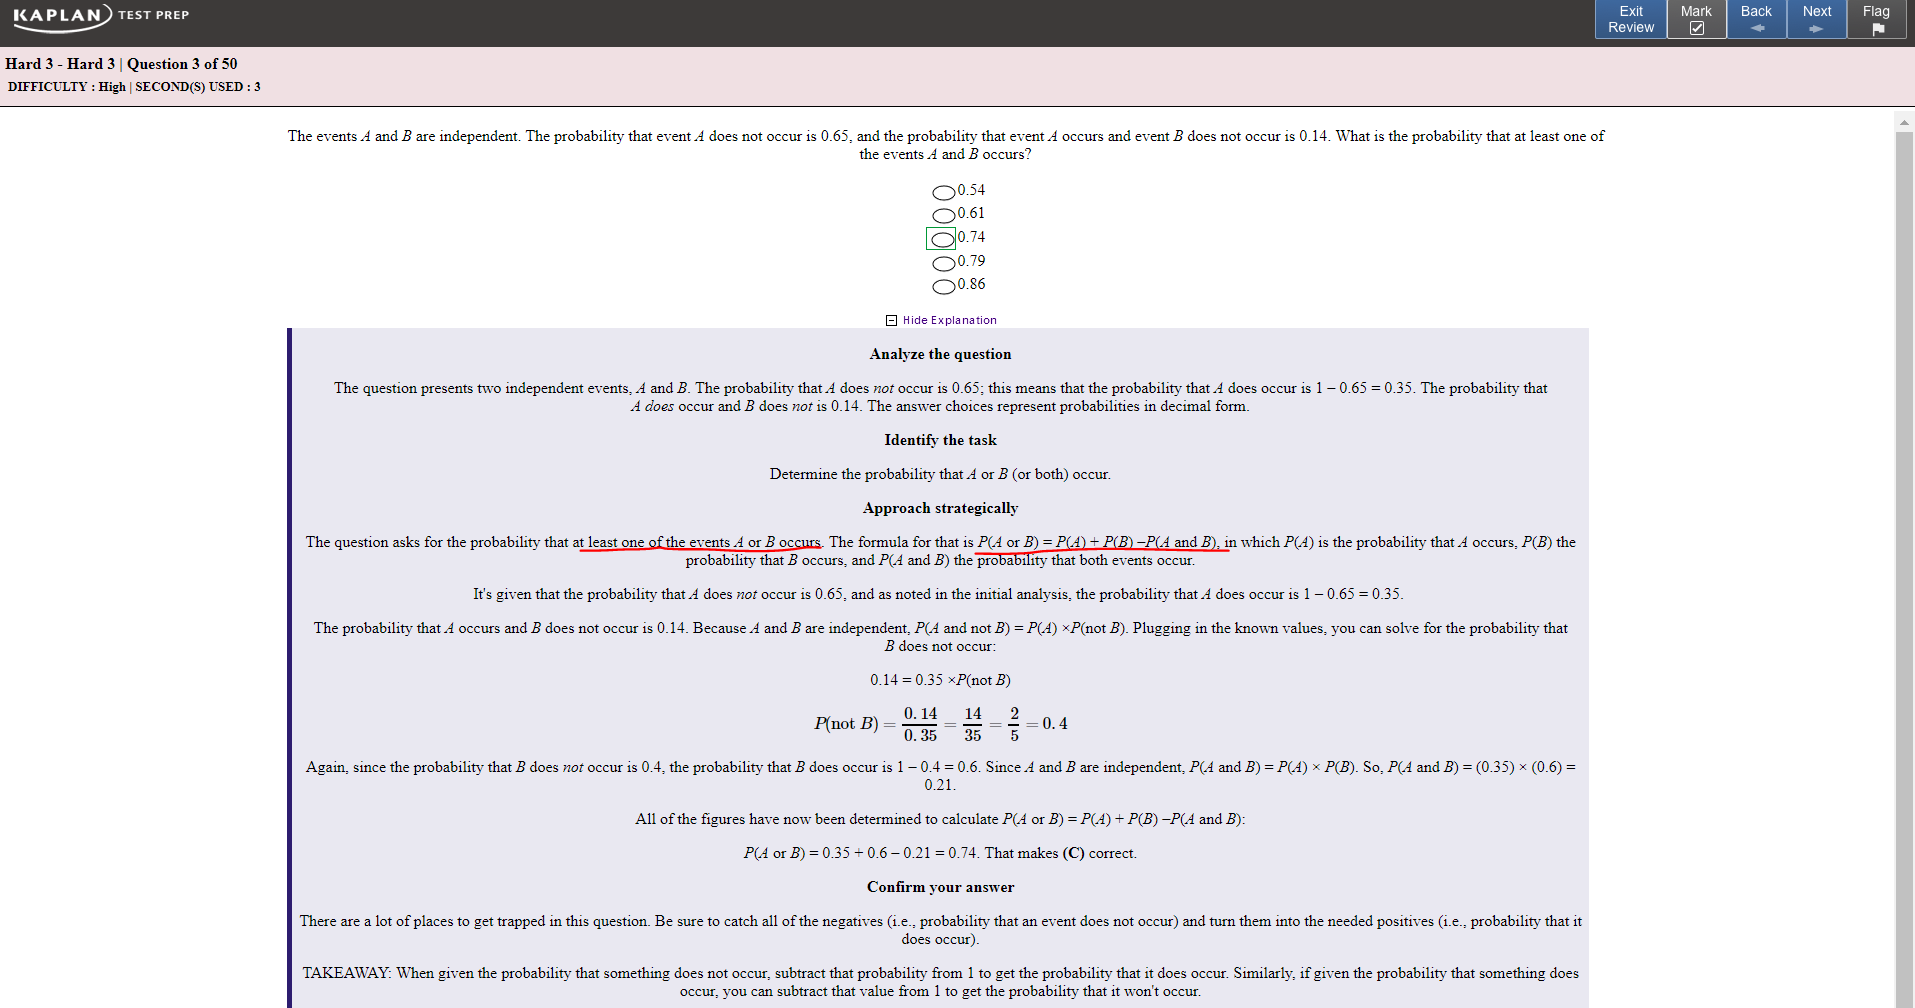 KAPLAN TEST PREP
Exit Review
Mark
Back
Next
Flag
Hard 3 - Hard 3 | Question 3 of 50
DIFFICULTY : High | SECOND(S) USED : 3
The events A and B are independent. The probability that event A does not occur is 0.65, and the probability that event A occurs and event B does not occur is 0.14. What is the probability that at least one of
the events A and B occurs?
0.54
0.61
0.74
0.79
0.86
Hide Explanation
Analyze the question
The question presents two independent events, A and B. The probability that A does not occur is 0.65; this means that the probability that A does occur is 1 – 0.65 = 0.35. The probability that
A does occur and B does not is 0.14. The answer choices represent probabilities in decimal form.
Identify the task
Determine the probability that A or B (or both) occur.
Approach strategically
The question asks for the probability that at least one of the events A or B occurs. The formula for that is P(A or B) = P(A) + P(B) –P(A and B), in which P(A) is the probability that A occurs, P(B) the
probability that B occurs, and P(A and B) the probability that both events occur.
It's given that the probability that A does not occur is 0.65, and as noted in the initial analysis, the probability that A does occur is 1 – 0.65 = 0.35.
The probability that A occurs and B does not occur is 0.14. Because A and B are independent, P(A and not B) = P(A) ×P(not B). Plugging in the known values, you can solve for the probability that
B does not occur:
0.14 = 0.35 ×P(not B)
P(not B) = 0.14/0.35 = 14/35 = 2/5 = 0.4
Again, since the probability that B does not occur is 0.4, the probability that B does occur is 1 – 0.4 = 0.6. Since A and B are independent, P(A and B) = P(A) × P(B). So, P(A and B) = (0.35) × (0.6) =
0.21.
All of the figures have now been determined to calculate P(A or B) = P(A) + P(B) –P(A and B):
P(A or B) = 0.35 + 0.6 – 0.21 = 0.74. That makes (C) correct.
Confirm your answer
There are a lot of places to get trapped in this question. Be sure to catch all of the negatives (i.e., probability that an event does not occur) and turn them into the needed positives (i.e., probability that it
does occur).
TAKEAWAY: When given the probability that something does not occur, subtract that probability from 1 to get the probability that it does occur. Similarly, if given the probability that something does
occur, you can subtract that value from 1 to get the probability that it won't occur.